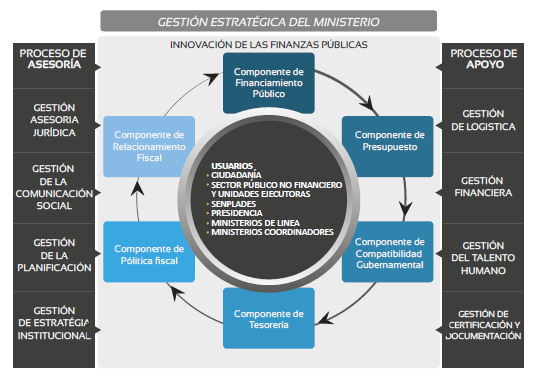 GESTIÓN ESTRATÉGICA DEL MINISTERIO
INNOVACIÓN DE LAS FINANZAS PÚBLICAS
PROCESO DE
ASESORÍA
GESTIÓN
ASESORIA
JURÍDICA
GESTIÓN
DE LA
COMUNICACIÓN
SOCIAL
GESTIÓN
DE LA
PLANIFICACIÓN
GESTIÓN
DE ESTRATÉGIA
INSTITUCIONAL
Componente de
Financiamiento
Público
Componente de
Presupuesto
Componente de
Compatibilidad
Gubernamental
Componente de
Tesorería
Componente de
Pólitica fiscal
Componente de
Relacionamiento
Fiscal
USUARIOS
• CIUDADANÍA
• SECTOR PÚBLICO NO FINANCIERO
Y UNIDADES EJECUTORAS
• SENPLADES
• PRESIDENCIA
• MINISTERIOS DE LINEA
• MINISTERIOS COORDINADORES
PROCESO DE
APOYO
GESTIÓN
DE LOGISTICA
GESTIÓN
FINANCIERA
GESTIÓN
DEL TALENTO
HUMANO
GESTIÓN DE
CERTIFICACIÓN Y
DOCUMENTACIÓN